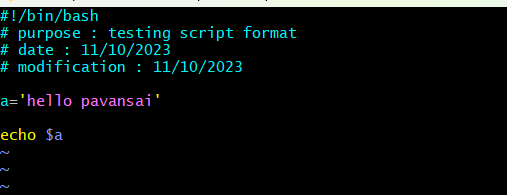 #!/bin/bash
# purpose : testing script format
# date : 11/10/2023
# modification : 11/10/2023
a='hello pavansai'
echo $a
~
~
~